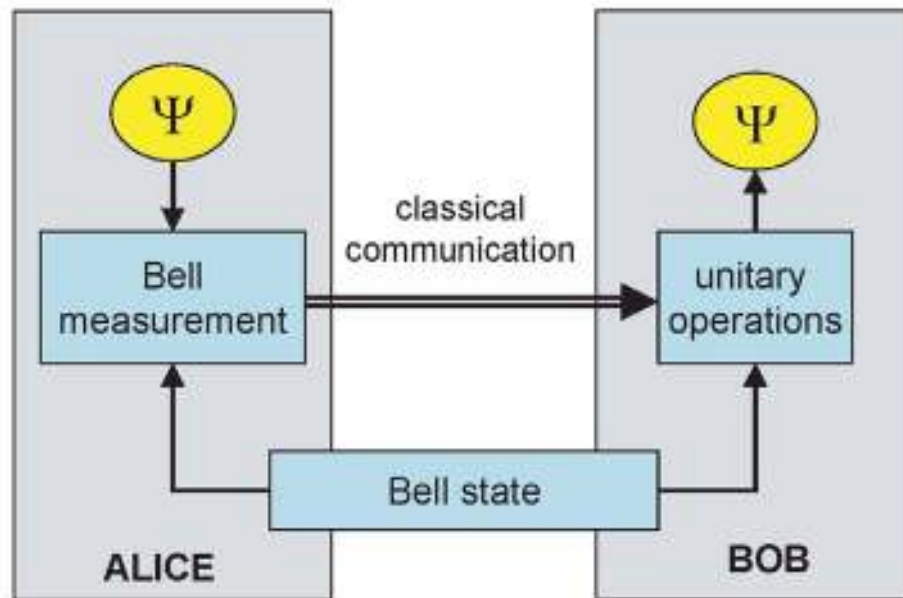 Ψ
Ψ
classical
communication
Bell
measurement
unitary
operations
Bell state
ALICE
BOB